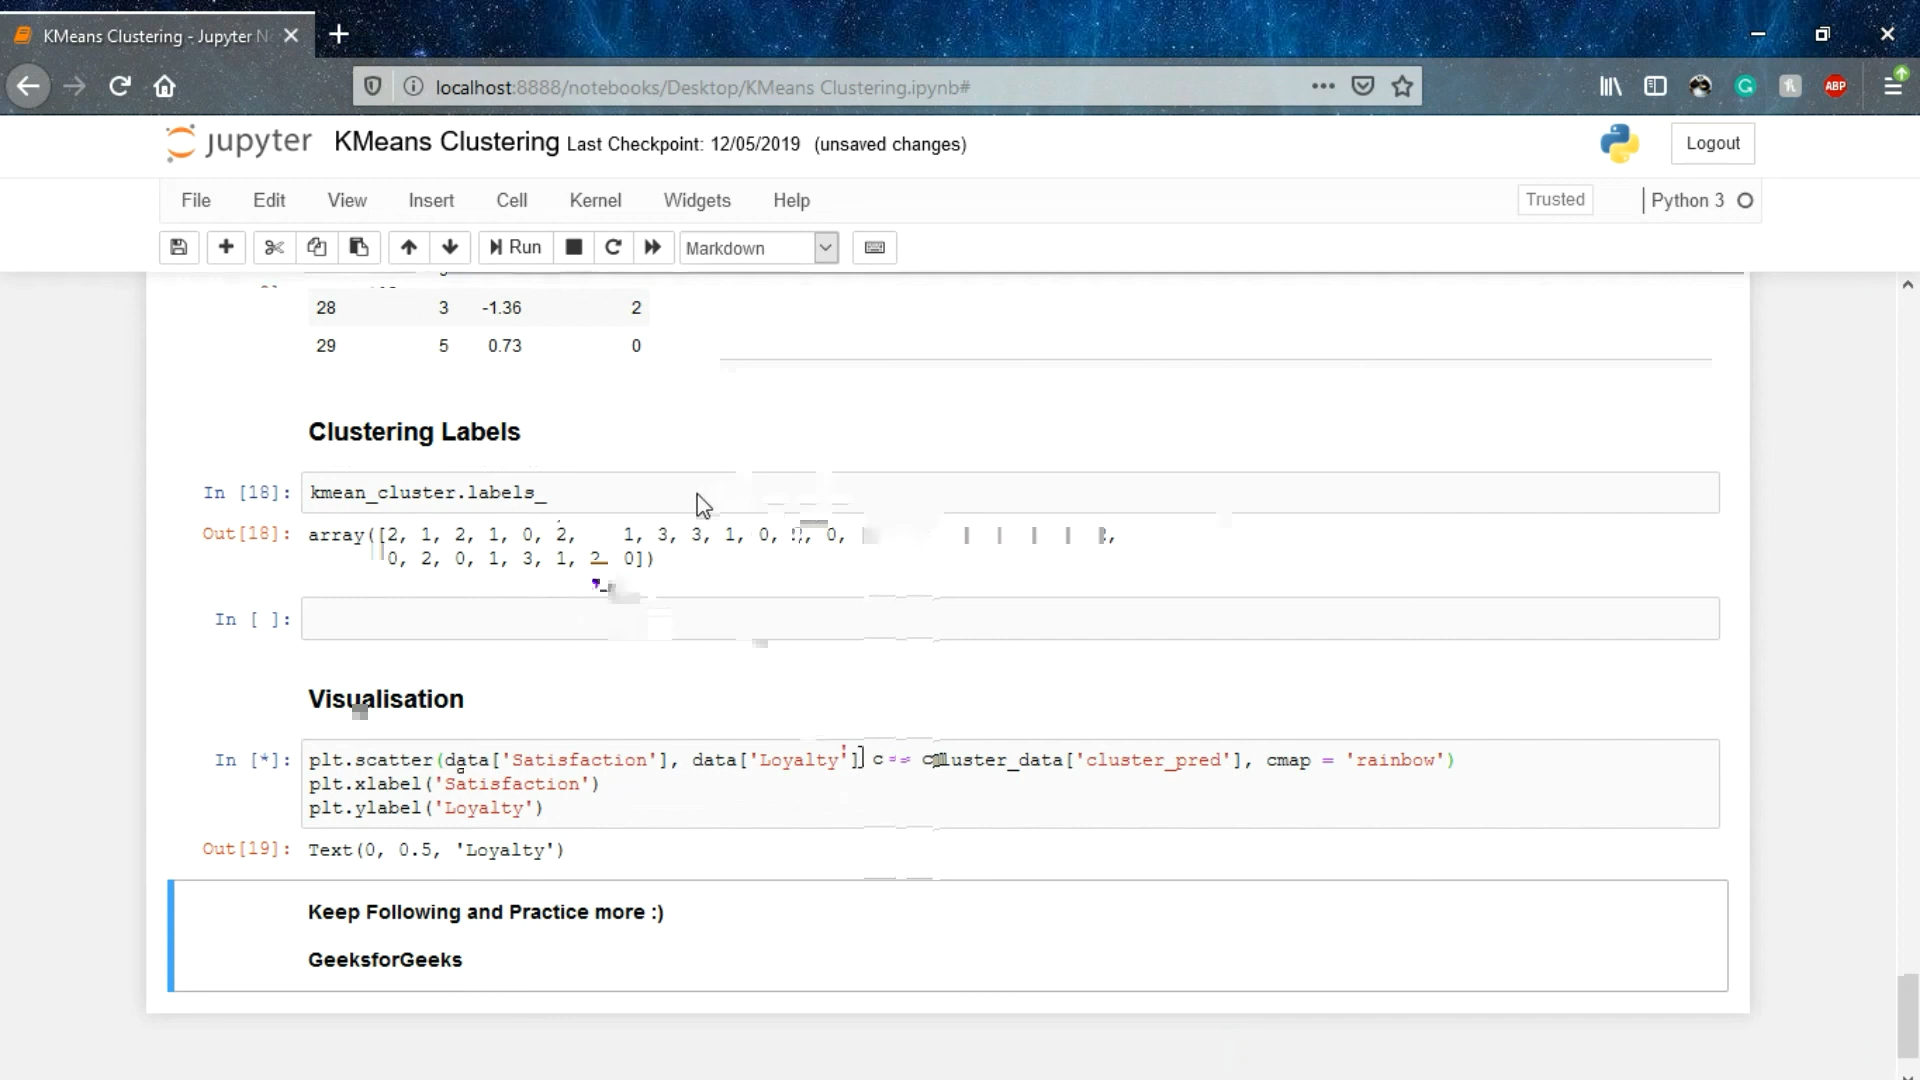 KMeans Clustering - Jupyter N
localhost:8888/notebooks/Desktop/KMeans Clustering.ipynb#
ABP
jupyter KMeans Clustering Last Checkpoint: 12/05/2019 (unsaved changes)
Logout
File Edit View Insert Cell Kernel Widgets Help
Trusted Python 3
Run Markdown
28 3 -1.36 2
29 5 0.73 0
Clustering Labels
In [18]: kmean_cluster.labels_
Out[18]: array([2, 1, 2, 1, 0, 2, 1, 3, 3, 1, 0, 0,
0, 2, 0, 1, 3, 1, 2 0])
In [ ]:
Visualisation
In [*]: plt.scatter(data['Satisfaction'], data['Loyalty'] cluster_data['cluster_pred'], cmap = 'rainbow')
plt.xlabel('Satisfaction')
plt.ylabel('Loyalty')
Out[19]: Text(0, 0.5, 'Loyalty')
Keep Following and Practice more :)
GeeksforGeeks